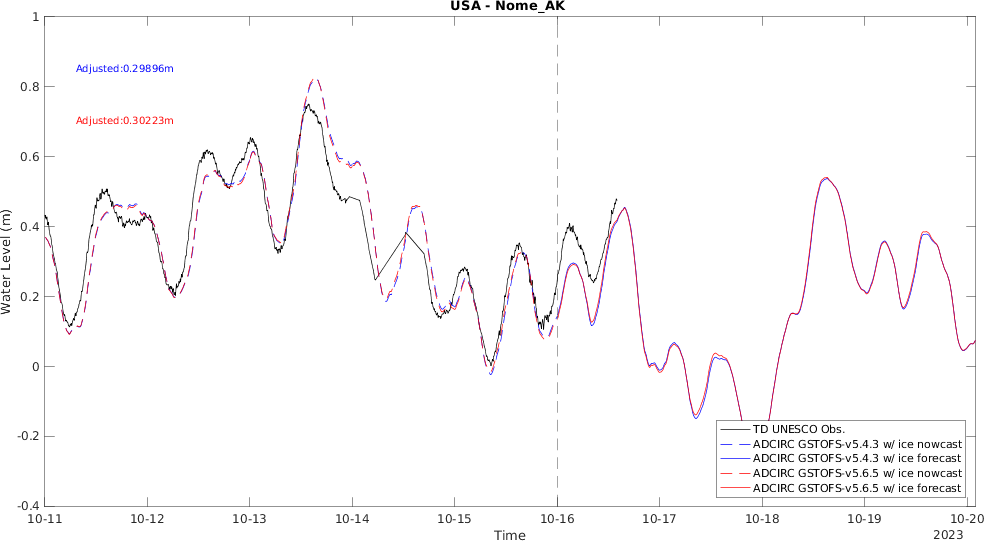 USA - Nome_AK
1
Adjusted:0.29896m
0.8
Adjusted:0.30223m
0.6
0.4
0.2
0
-0.2
-0.4
Water Level (m)
TD UNESCO Obs.
ADCIRC GSTOFS-v5.4.3 w/ ice nowcast
ADCIRC GSTOFS-v5.4.3 w/ ice forecast
ADCIRC GSTOFS-v5.6.5 w/ ice nowcast
ADCIRC GSTOFS-v5.6.5 w/ ice forecast
10-11 10-12 10-13 10-14 10-15 10-16 10-17 10-18 10-19 10-20
Time
2023